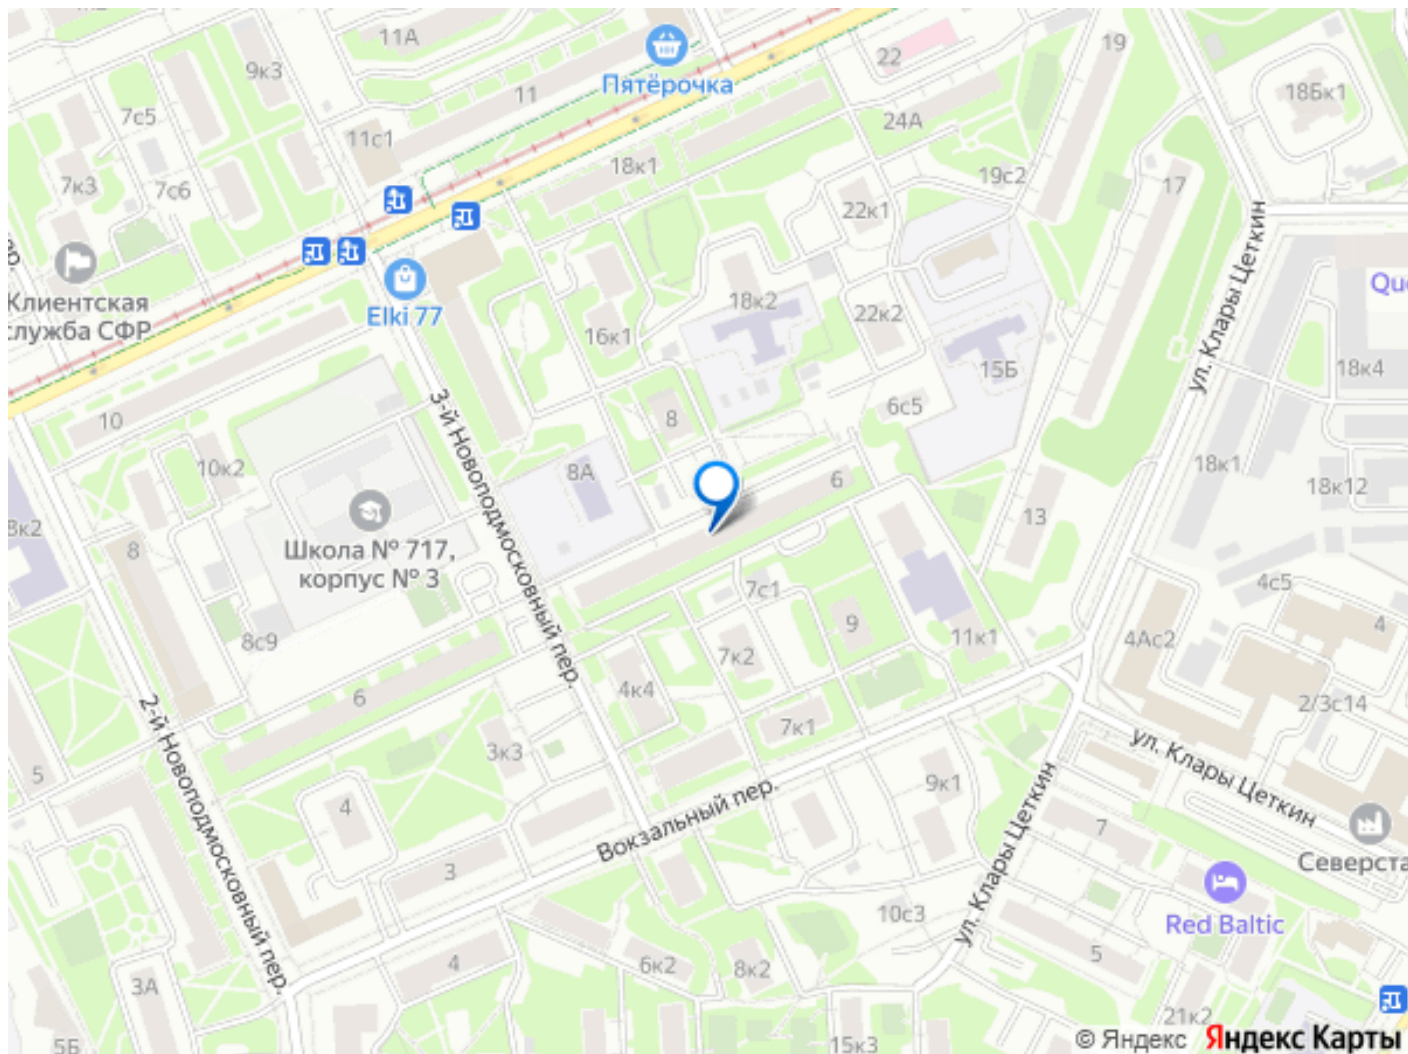 11А
19
22
Пятёрочка
9к3
18Бк1
11
7с5
24А
11с1
18к1
19с2
7к3
7с6
17
22к1
Клиентская
служба СФР
Elki 77
18к2
22к2
16к1
15Б
18к4
ул. Клары Цеткин
6с5
10
8
3-й Новоподмосковный пер.
10к2
8А
18к1
6
18к12
13
8
Школа № 717,
корпус № 3
7с1
4с5
9
8с9
11к1
4Ас2
4
7к2
4к4
6
2/3с14
7к1
2-й Новоподмосковный пер.
3к3
ул. Клары Цеткин
5
9к1
4
Вокзальный пер.
7
ул. Клары Цеткин
3
Red Baltic
10с3
4
6к2
8к2
5
3А
21к2
15к3
5Б
© Яндекс Яндекс Карты